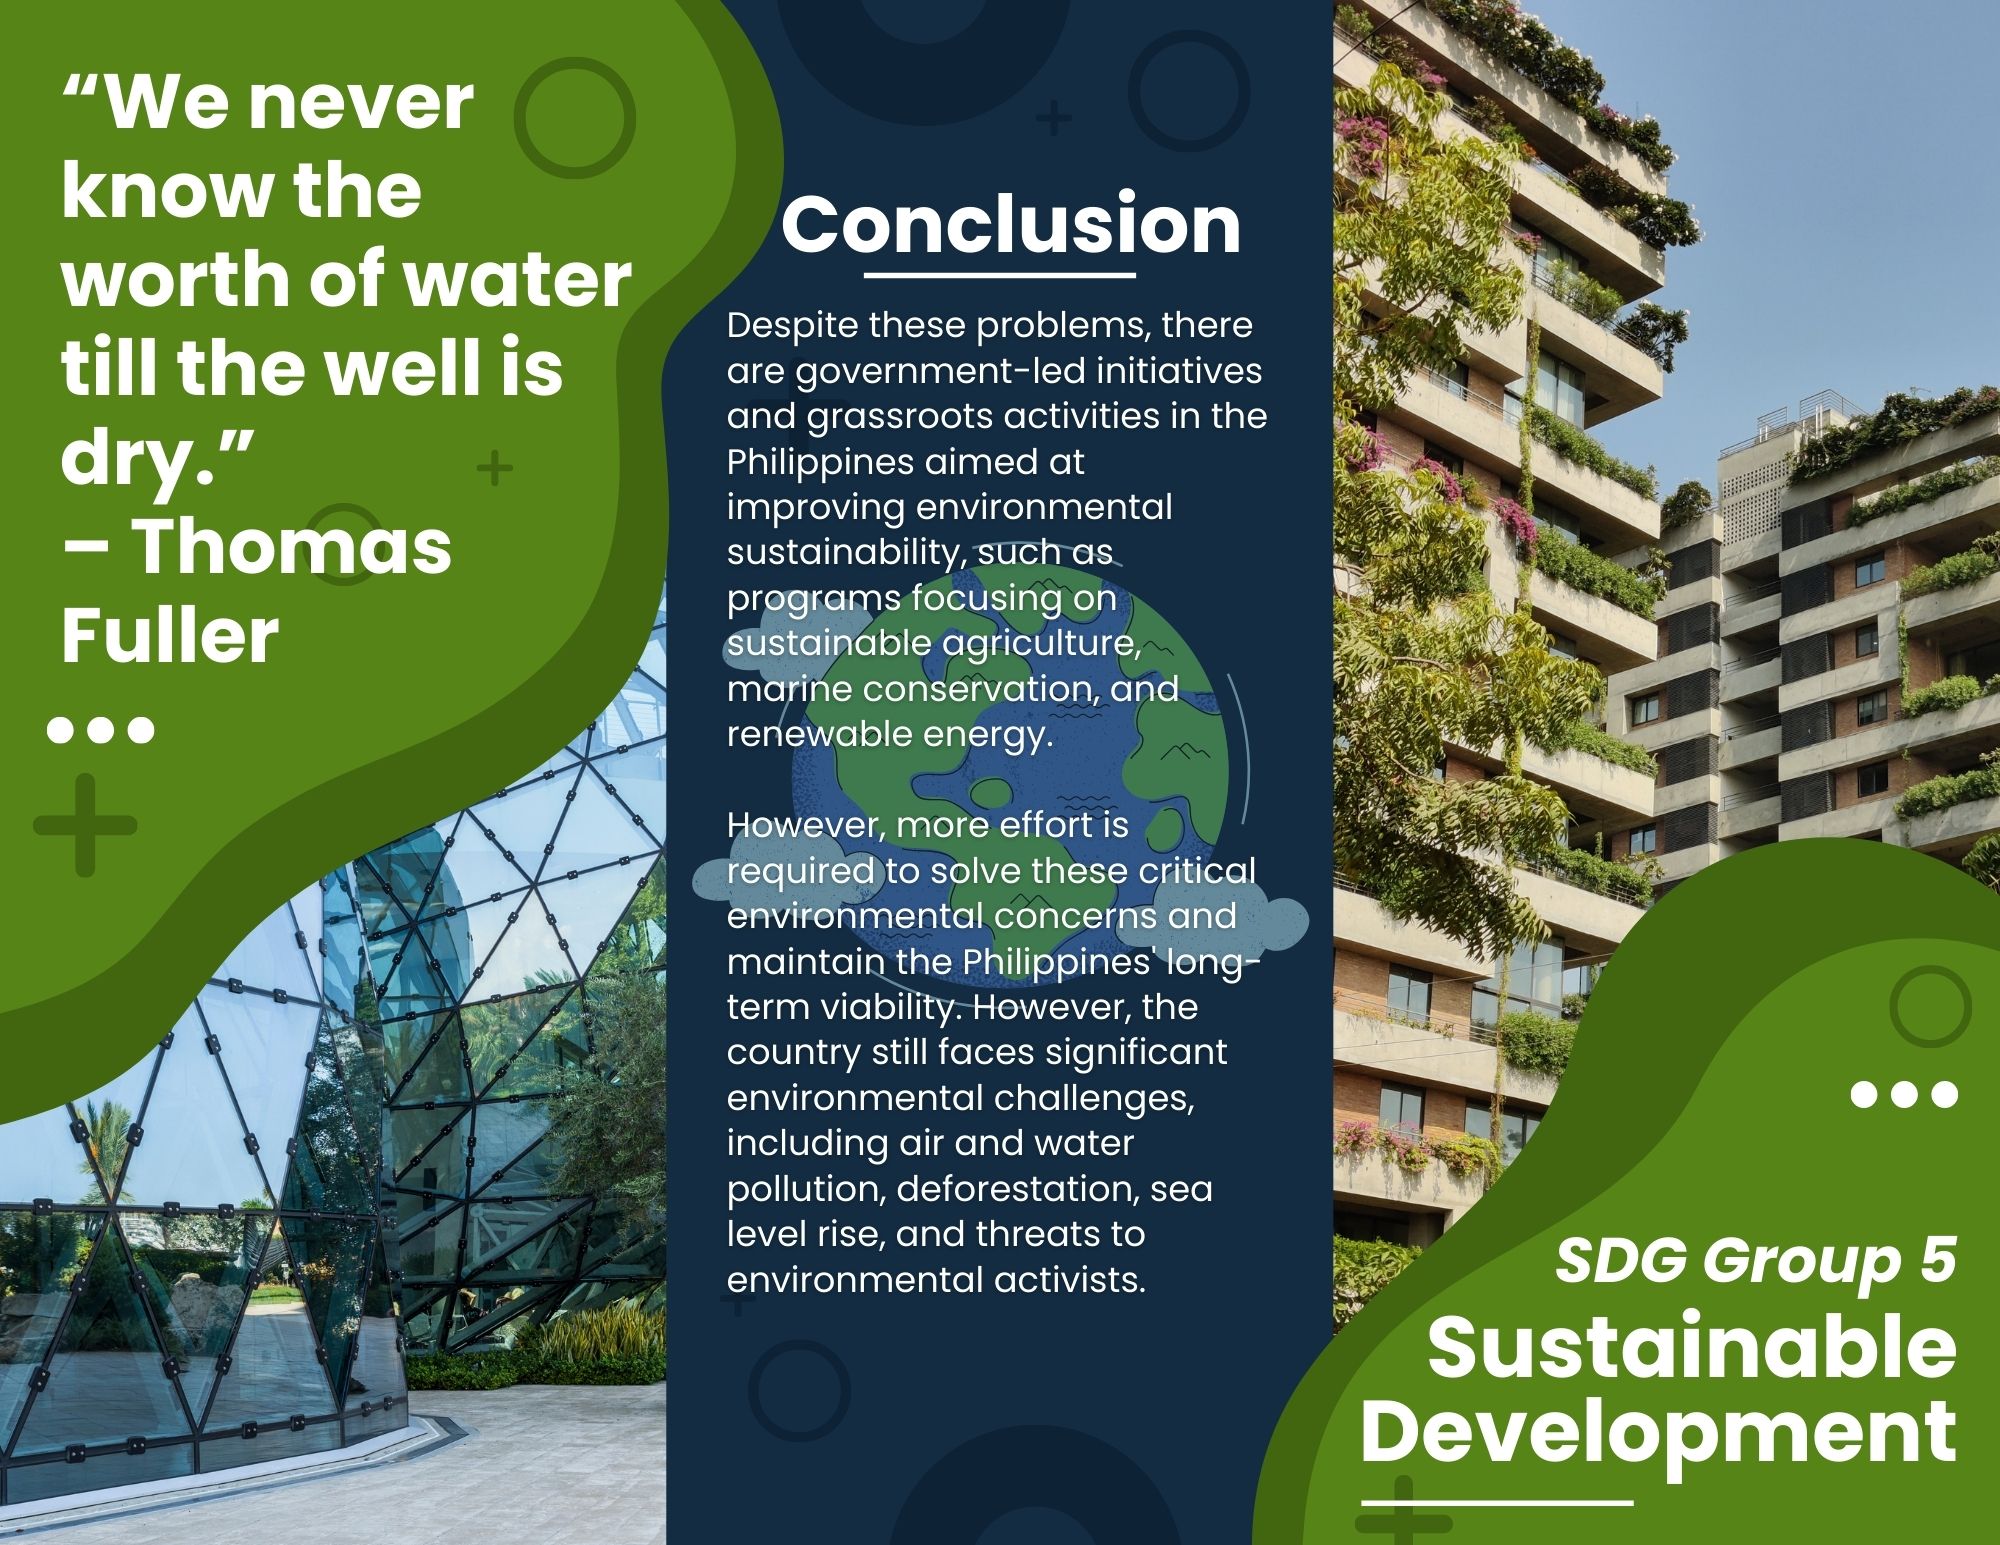 “We never
know the
worth of water
till the well is
dry.”
– Thomas
Fuller
Conclusion
Despite these problems, there
are government-led initiatives
and grassroots activities in the
Philippines aimed at
improving environmental
sustainability, such as
programs focusing on
sustainable agriculture,
marine conservation, and
renewable energy.
However, more effort is
required to solve these critical
environmental concerns and
maintain the Philippines' long-
term viability. However, the
country still faces significant
environmental challenges,
including air and water
pollution, deforestation, sea
level rise, and threats to
environmental activists.
SDG Group 5
Sustainable
Development